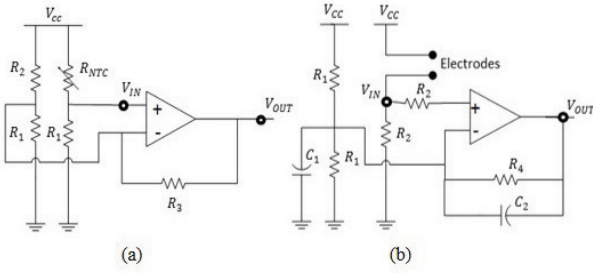 V_CC
R_2
R_NTC
V_IN
V_OUT
+
-
R_1
R_1
R_3
(a)
V_CC
V_CC
R_1
Electrodes
V_IN
R_2
V_OUT
+
-
R_2
C_1
R_1
R_4
C_2
(b)